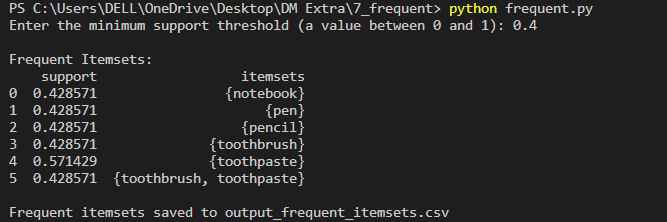 PS C:\Users\DELL\OneDrive\Desktop\DM Extra\7_frequent> python frequent.py
Enter the minimum support threshold (a value between 0 and 1): 0.4
Frequent Itemsets:
    support                 itemsets
0  0.428571               {notebook}
1  0.428571                    {pen}
2  0.428571                 {pencil}
3  0.428571             {toothbrush}
4  0.571429             {toothpaste}
5  0.428571  {toothbrush, toothpaste}
Frequent itemsets saved to output_frequent_itemsets.csv